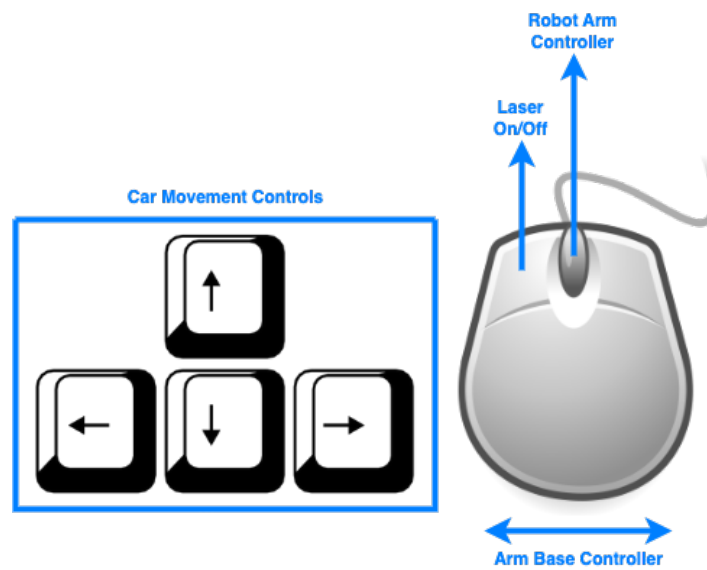 Robot Arm
Controller
Laser
On/Off
Car Movement Controls
Arm Base Controller